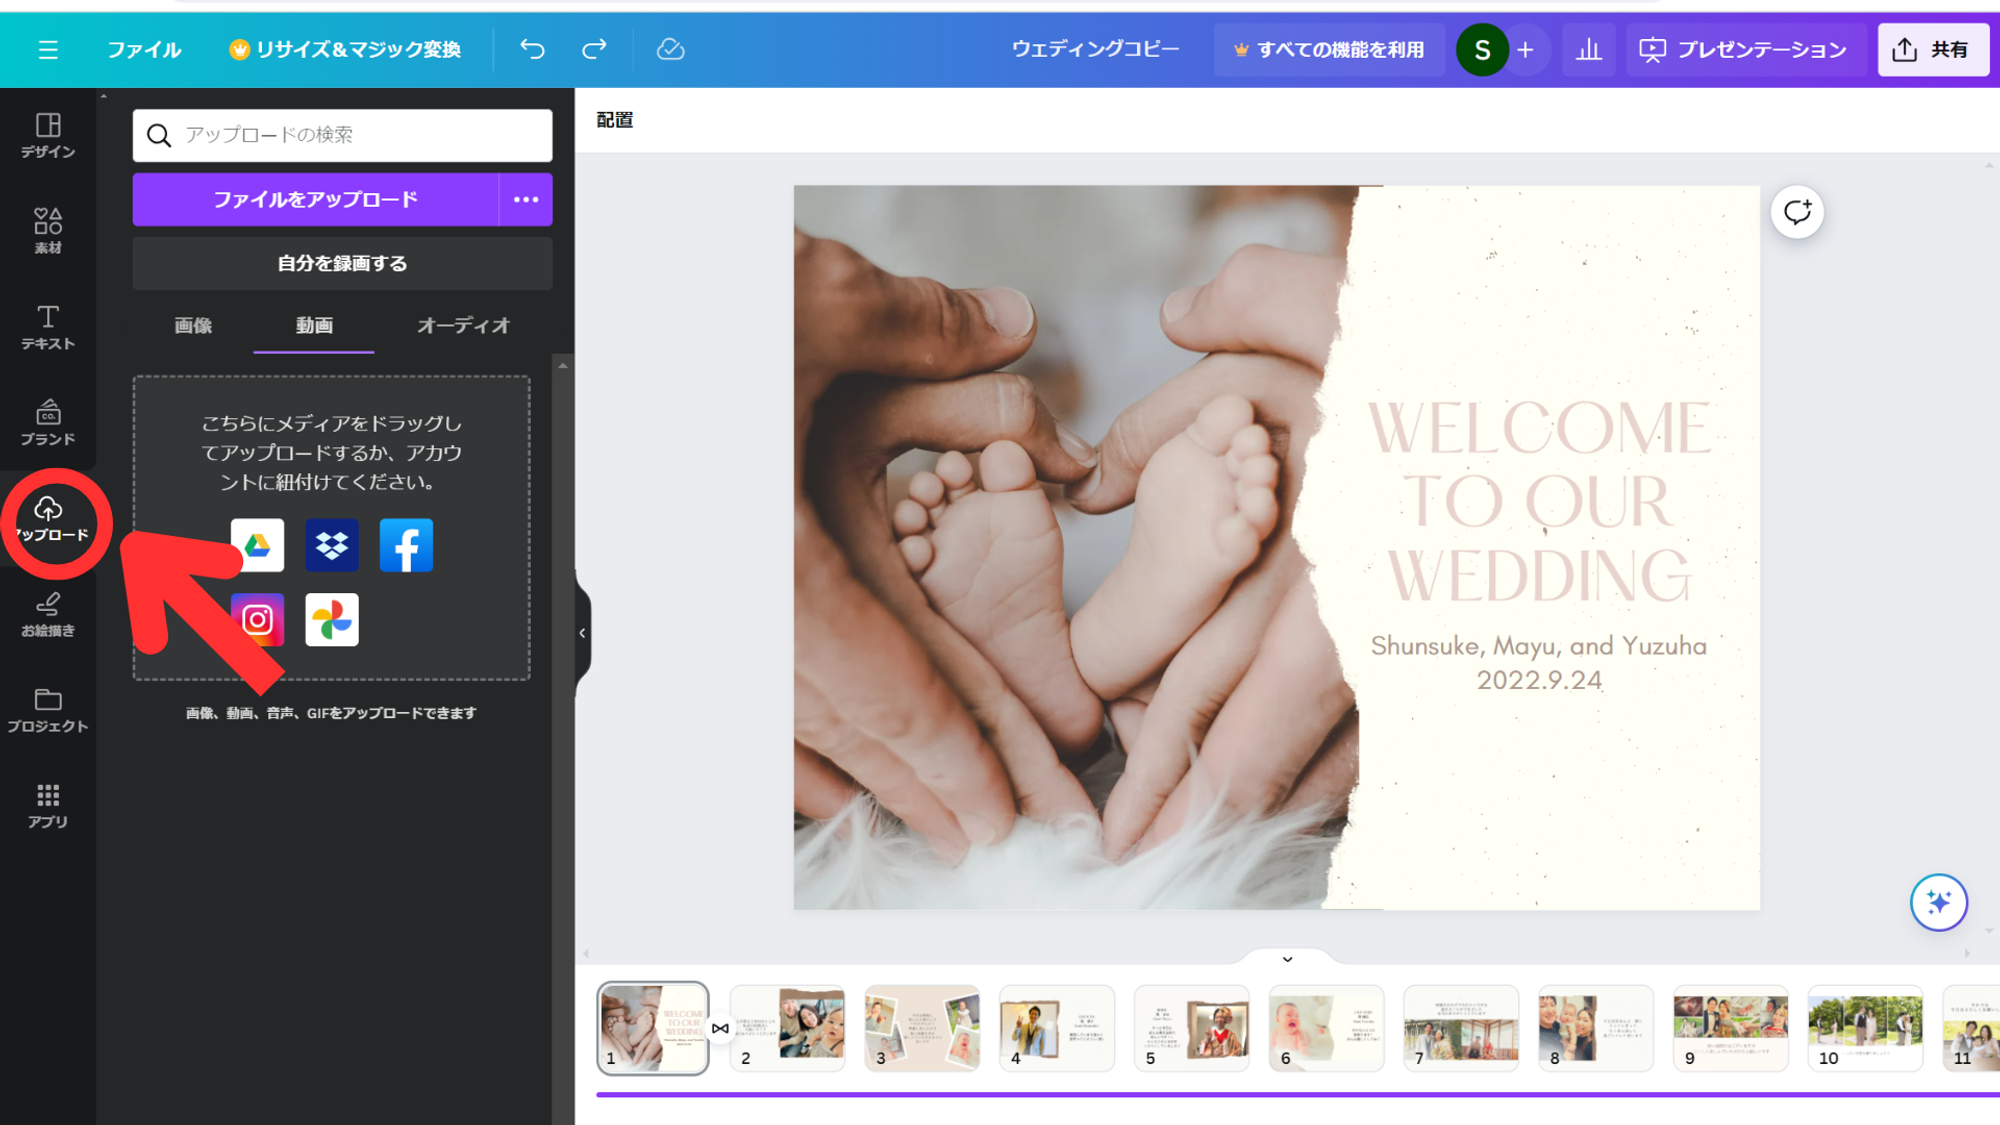 ファイル
リサイズ＆マジック変換
ウェディングコピー
すべての機能を利用
S
+
プレゼンテーション
共有
デザイン
素材
テキスト
CO.
ブランド
アップロード
お絵描き
プロジェクト
アプリ
アップロードの検索
ファイルをアップロード
自分を録画する
画像
動画
オーディオ
こちらにメディアをドラッグし
てアップロードするか、アカウ
ントに紐付けてください。
画像、動画、音声、GIFをアップロードできます
配置
WELCOME
TO OUR
WEDDING
Shunsuke, Mayu, and Yuzuha
2022.9.24
WELCOME
TO OUR
WEDDING
1
2
3
4
5
6
7
8
9
10
11